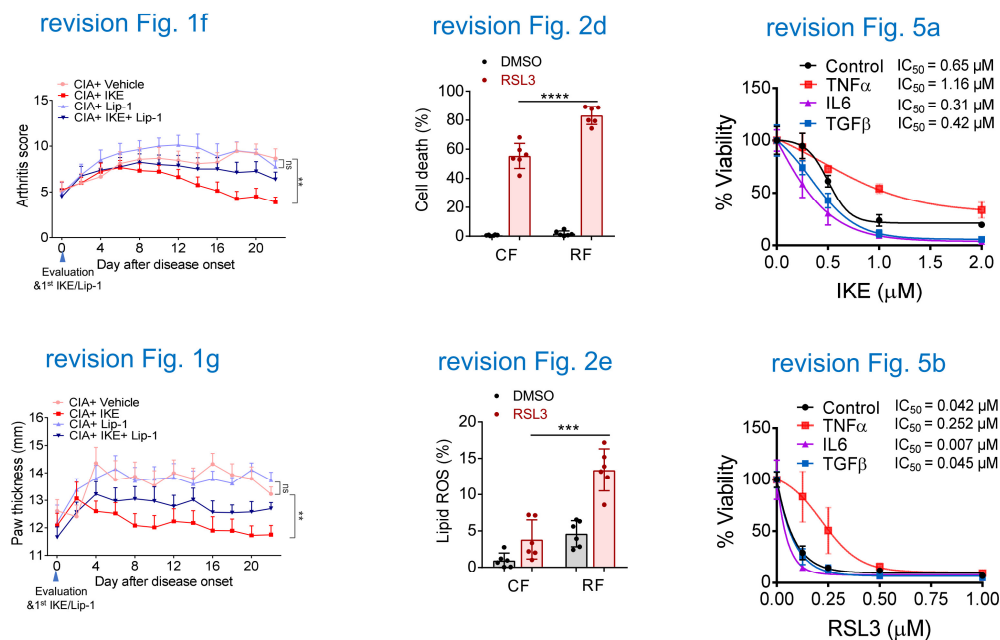 revision Fig. 1f
CIA+ Vehicle
CIA+ IKE
CIA+ Lip-1
CIA+ IKE+ Lip-1
Arthritis score
15
10
5
0
ns
**
0 4 8 12 16 20
Day after disease onset
Evaluation
&1st IKE/Lip-1
revision Fig. 2d
DMSO
RSL3
Cell death (%)
100
80
60
40
20
0
****
CF RF
revision Fig. 5a
Control IC50 = 0.65 µM
TNFα IC50 = 1.16 µM
IL6 IC50 = 0.31 µM
TGFβ IC50 = 0.42 µM
% Viability
150
100
50
0
0.0 0.5 1.0 2.0
IKE (µM)
revision Fig. 1g
CIA+ Vehicle
CIA+ IKE
CIA+ Lip-1
CIA+ IKE+ Lip-1
Paw thickness (mm)
16
15
14
13
12
11
ns
**
0 4 8 12 16 20
Day after disease onset
Evaluation
&1st IKE/Lip-1
revision Fig. 2e
DMSO
RSL3
Lipid ROS (%)
20
15
10
5
0
***
CF RF
revision Fig. 5b
Control IC50 = 0.042 µM
TNFα IC50 = 0.252 µM
IL6 IC50 = 0.007 µM
TGFβ IC50 = 0.045 µM
% Viability
150
100
50
0
0.00 0.25 0.50 1.00
RSL3 (µM)